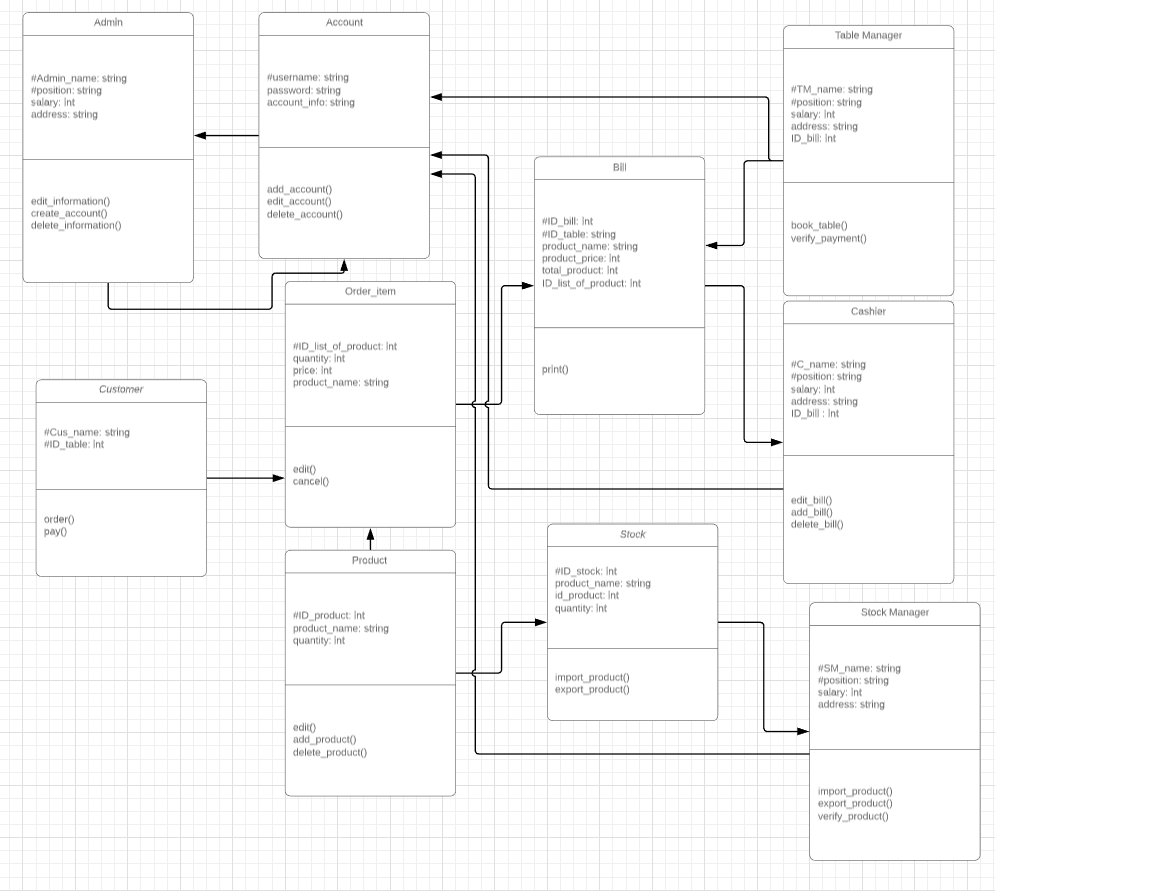 Admin
#Admin_name: string
#position: string
salary: int
address: string
edit_information()
create_account()
delete_information()
Account
#username: string
password: string
account_info: string
add_account()
edit_account()
delete_account()
Table Manager
#TM_name: string
#position: string
salary: int
address: string
ID_bill: int
book_table()
verify_payment()
Bill
#ID_bill: int
#ID_table: string
product_name: string
product_price: int
total_product: int
ID_list_of_product: int
print()
Order_item
#ID_list_of_product: int
quantity: int
price: int
product_name: string
edit()
cancel()
Cashier
#C_name: string
#position: string
salary: int
address: string
ID_bill : int
edit_bill()
add_bill()
delete_bill()
Customer
#Cus_name: string
#ID_table: int
order()
pay()
Product
#ID_product: int
product_name: string
quantity: int
edit()
add_product()
delete_product()
Stock
#ID_stock: int
product_name: string
id_product: int
quantity: int
import_product()
export_product()
Stock Manager
#SM_name: string
#position: string
salary: int
address: string
import_product()
export_product()
verify_product()